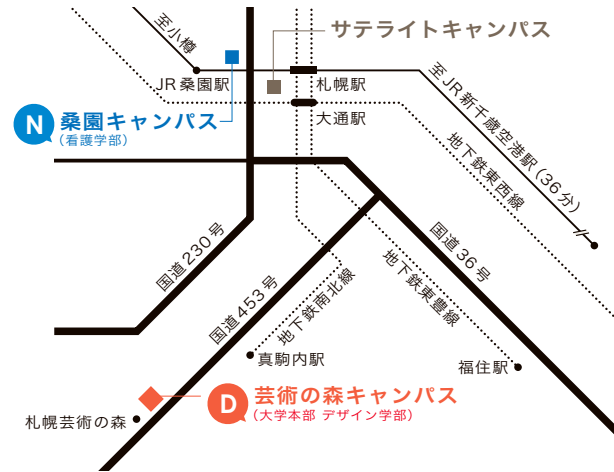 至小樽
サテライトキャンパス
JR桑園駅
札幌駅
大通駅
至JR新千歳空港駅(36分)
地下鉄東西線
N
桑園キャンパス
(看護学部)
国道230号
国道453号
国道36号
地下鉄南北線
地下鉄東豊線
真駒内駅
福住駅
D
芸術の森キャンパス
(大学本部 デザイン学部)
札幌芸術の森